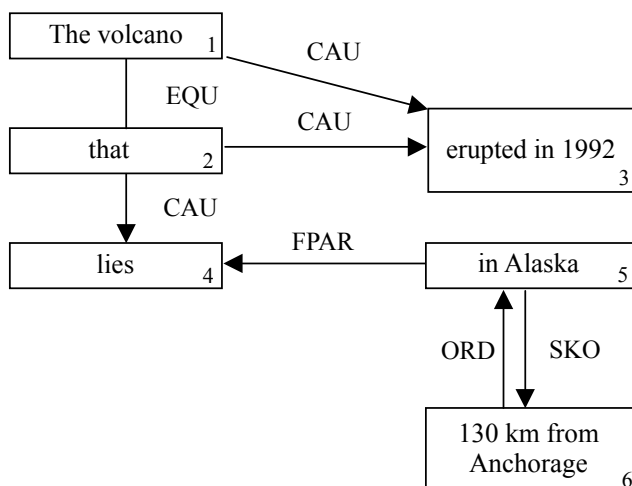 The volcano
1
CAU
EQU
CAU
that
2
erupted in 1992
3
CAU
FPAR
lies
4
in Alaska
5
ORD
SKO
130 km from
Anchorage
6